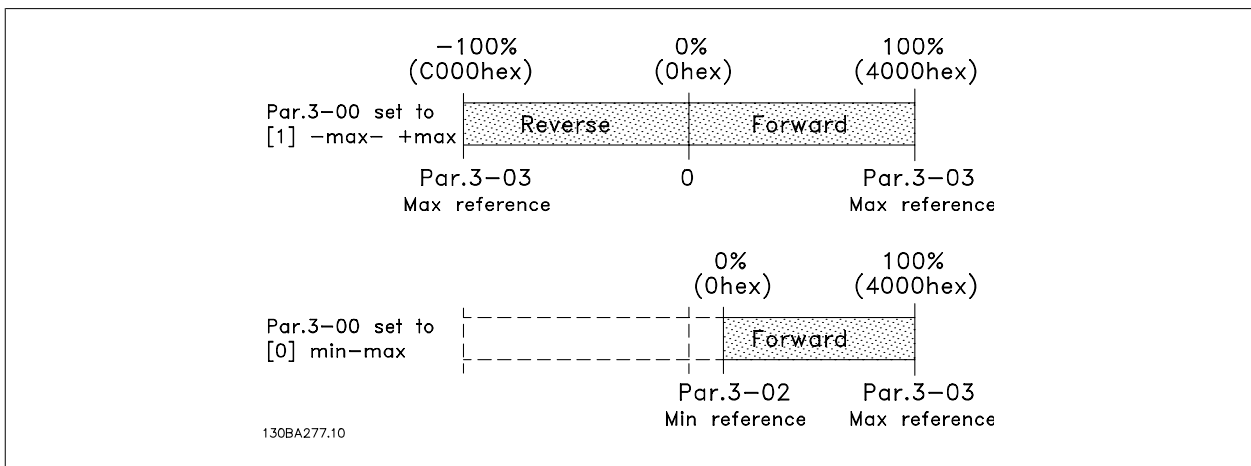 -100% 0% 100%
(C000hex) (0hex) (4000hex)
Par.3-00 set to
[1] -max- +max
Reverse Forward
Par.3-03 0 Par.3-03
Max reference Max reference
0% 100%
(0hex) (4000hex)
Par.3-00 set to
[0] min-max
Forward
Par.3-02 Par.3-03
Min reference Max reference
130BA277.10